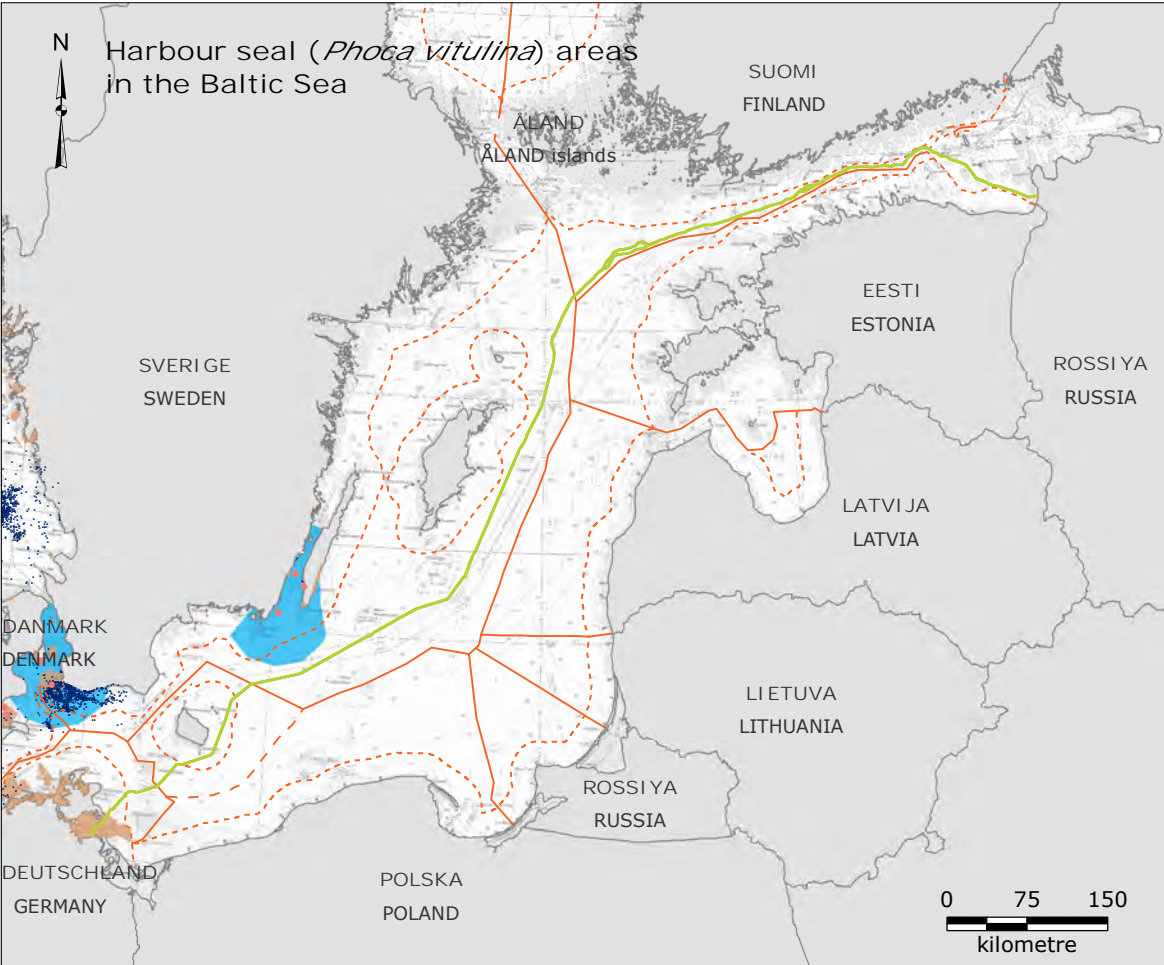 N
Harbour seal (Phoca vitulina) areas
in the Baltic Sea
SUOMI
FINLAND
ÅLAND
ÅLAND islands
EESTI
ESTONIA
ROSSIYA
RUSSIA
SVERIGE
SWEDEN
LATVIJA
LATVIA
DANMARK
DENMARK
LIETUVA
LITHUANIA
ROSSIYA
RUSSIA
DEUTSCHLAND
GERMANY
POLSKA
POLAND
0 75 150
kilometre